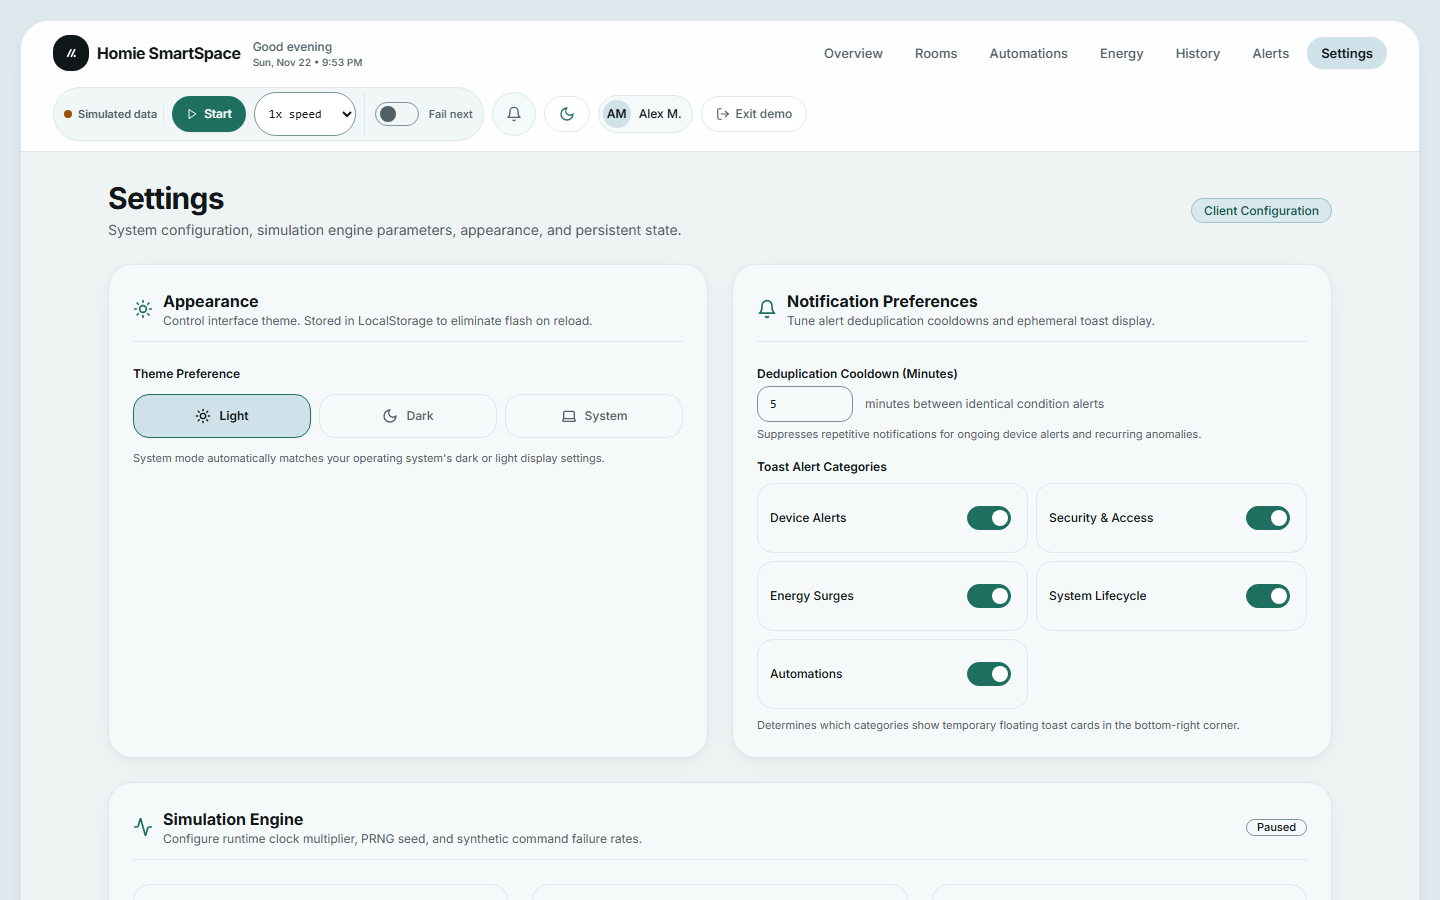 Homie SmartSpace
Good evening
Sun, Nov 22 • 9:53 PM
Overview
Rooms
Automations
Energy
History
Alerts
Settings
Simulated data
Start
1x speed
Fail next
AM
Alex M.
Exit demo
Settings
System configuration, simulation engine parameters, appearance, and persistent state.
Client Configuration
Appearance
Control interface theme. Stored in LocalStorage to eliminate flash on reload.
Theme Preference
Light
Dark
System
System mode automatically matches your operating system's dark or light display settings.
Notification Preferences
Tune alert deduplication cooldowns and ephemeral toast display.
Deduplication Cooldown (Minutes)
5
minutes between identical condition alerts
Suppresses repetitive notifications for ongoing device alerts and recurring anomalies.
Toast Alert Categories
Device Alerts
Security & Access
Energy Surges
System Lifecycle
Automations
Determines which categories show temporary floating toast cards in the bottom-right corner.
Simulation Engine
Configure runtime clock multiplier, PRNG seed, and synthetic command failure rates.
Paused